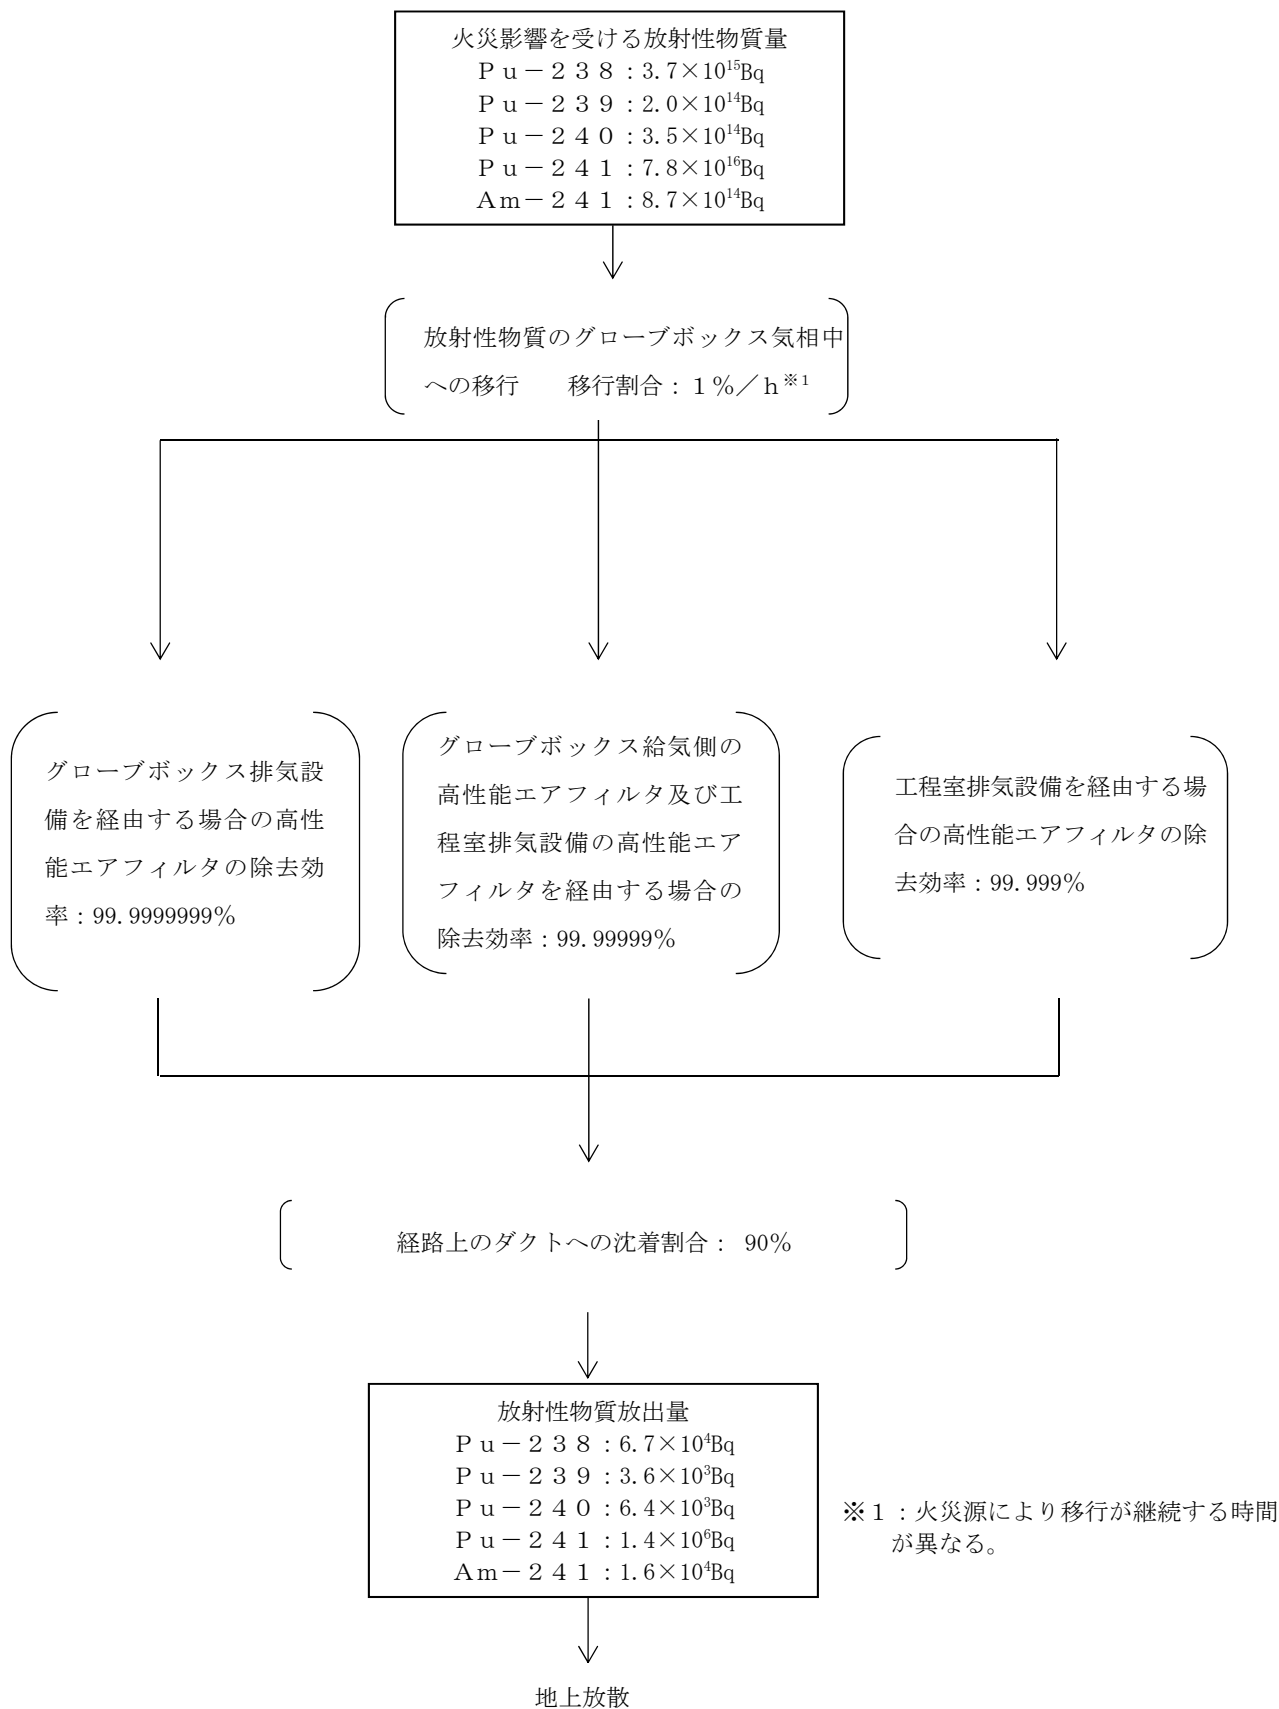 火災影響を受ける放射性物質量
Ｐｕ－２３８：3.7×10¹⁵Bq
Ｐｕ－２３９：2.0×10¹⁴Bq
Ｐｕ－２４０：3.5×10¹⁴Bq
Ｐｕ－２４１：7.8×10¹⁶Bq
Ａｍ－２４１：8.7×10¹⁴Bq
放射性物質のグローブボックス気相中
への移行　　移行割合：１％／ｈ※１
グローブボックス排気設
備を経由する場合の高性
能エアフィルタの除去効
率：99.9999999％
グローブボックス給気側の
高性能エアフィルタ及び工
程室排気設備の高性能エア
フィルタを経由する場合の
除去効率：99.99999％
工程室排気設備を経由する場
合の高性能エアフィルタの除
去効率：99.999％
経路上のダクトへの沈着割合： 90％
放射性物質放出量
Ｐｕ－２３８：6.7×10⁴Bq
Ｐｕ－２３９：3.6×10³Bq
Ｐｕ－２４０：6.4×10³Bq
Ｐｕ－２４１：1.4×10⁶Bq
Ａｍ－２４１：1.6×10⁴Bq
※１：火災源により移行が継続する時間
が異なる。
地上放散